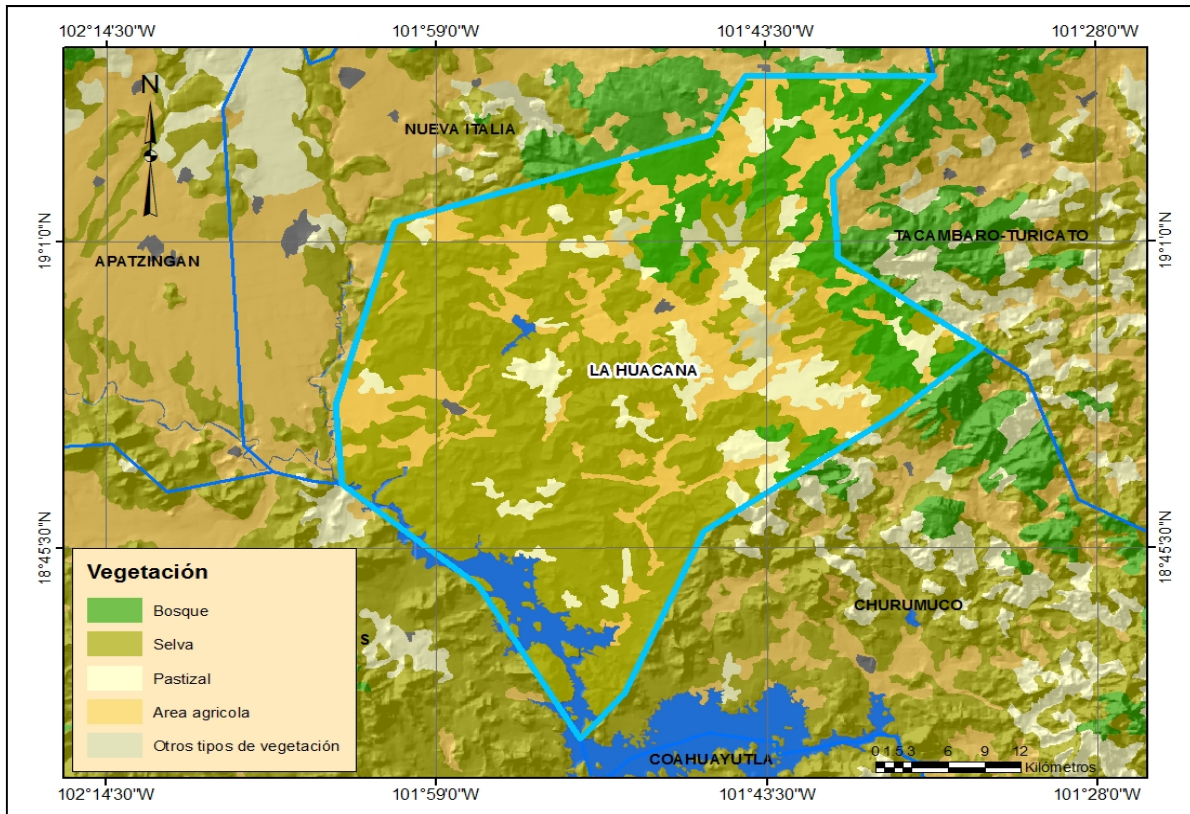 102°14'30"W 101°59'0"W 101°43'30"W 101°28'0"W
N
NUEVA ITALIA
TACAMBARO-TURICATO
19°1'0"N 19°1'0"N
APATZINGAN
LA HUACANA
18°45'30"N 18°45'30"N
Vegetación
Bosque
Selva
Pastizal
Area agricola
Otros tipos de vegetación
S
CHURUMUCO
COAHUAYUTLA
0 1.5 3 6 9 12
Kilómetros
102°14'30"W 101°59'0"W 101°43'30"W 101°28'0"W